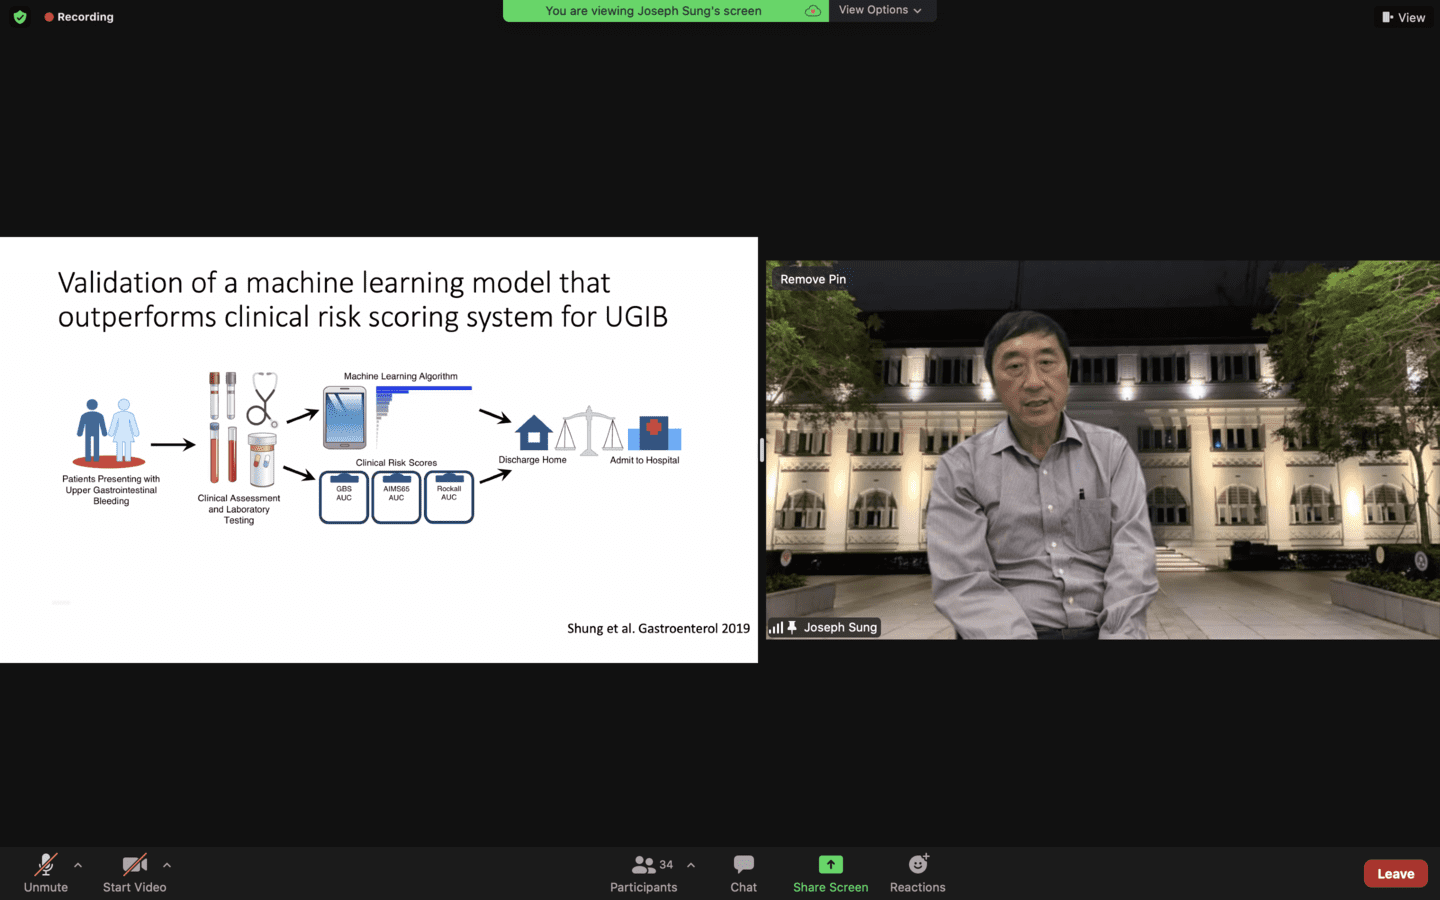 Recording
You are viewing Joseph Sung's screen
View Options
View
Validation of a machine learning model that
outperforms clinical risk scoring system for UGIB
Patients Presenting with
Upper Gastrointestinal
Bleeding
Clinical Assessment
and Laboratory
Testing
Machine Learning Algorithm
Clinical Risk Scores
GBS
AUC
AIMS65
AUC
Rockall
AUC
Discharge Home
Admit to Hospital
Shung et al. Gastroenterol 2019
Remove Pin
Joseph Sung
Unmute
Start Video
34
Participants
Chat
Share Screen
Reactions
Leave